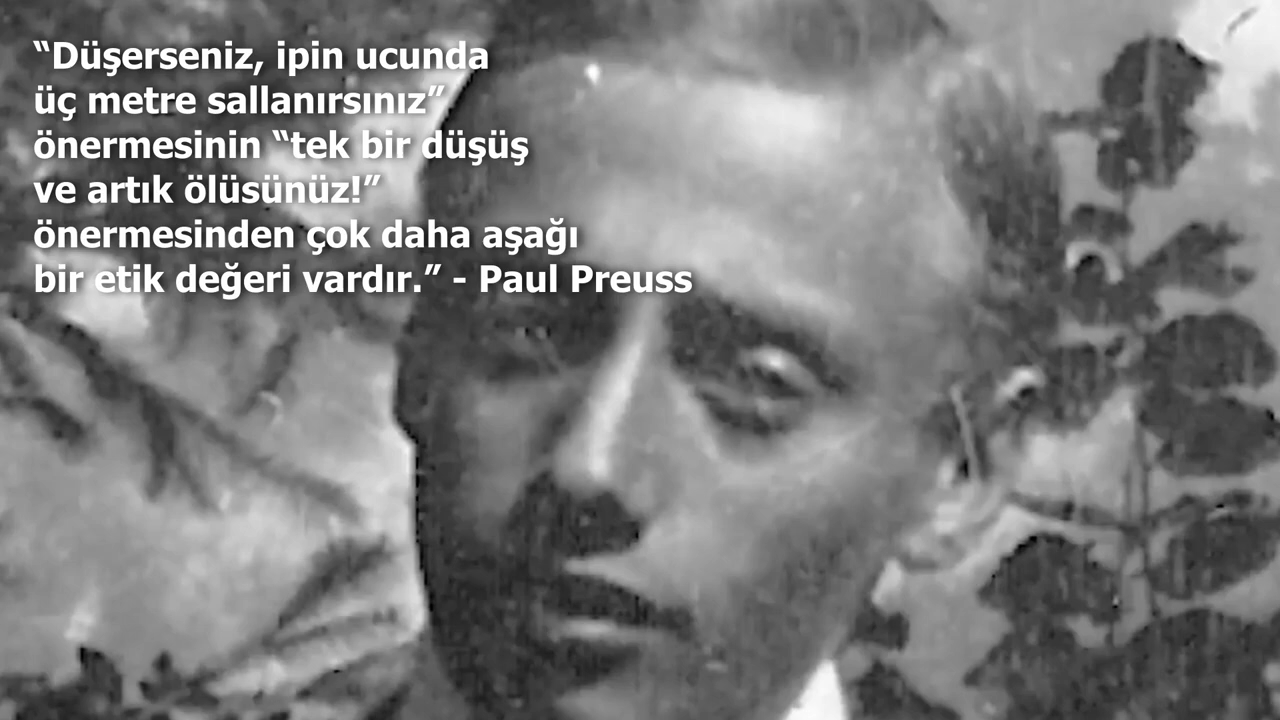 “Düşerseniz, ipin ucunda
üç metre sallanırsınız”
önermesinin “tek bir düşüş
ve artık ölüsünüz!”
önermesinden çok daha aşağı
bir etik değeri vardır.” - Paul Preuss